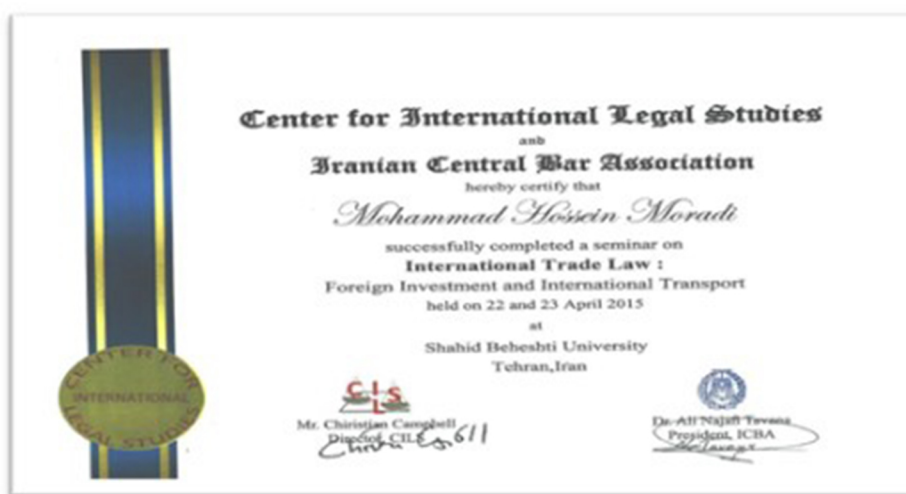 Center for International Legal Studies
and
Iranian Central Bar Association
hereby certify that
Mohammad Hossein Moradi
successfully completed a seminar on
International Trade Law :
Foreign Investment and International Transport
held on 22 and 23 April 2015
at
Shahid Beheshti University
Tehran,Iran
CENTER FOR
INTERNATIONAL
LEGAL STUDIES
CILS
Mr. Chiristian Campbell
Director, CILS
Dr. Ali Najafi Tavana
President, ICBA